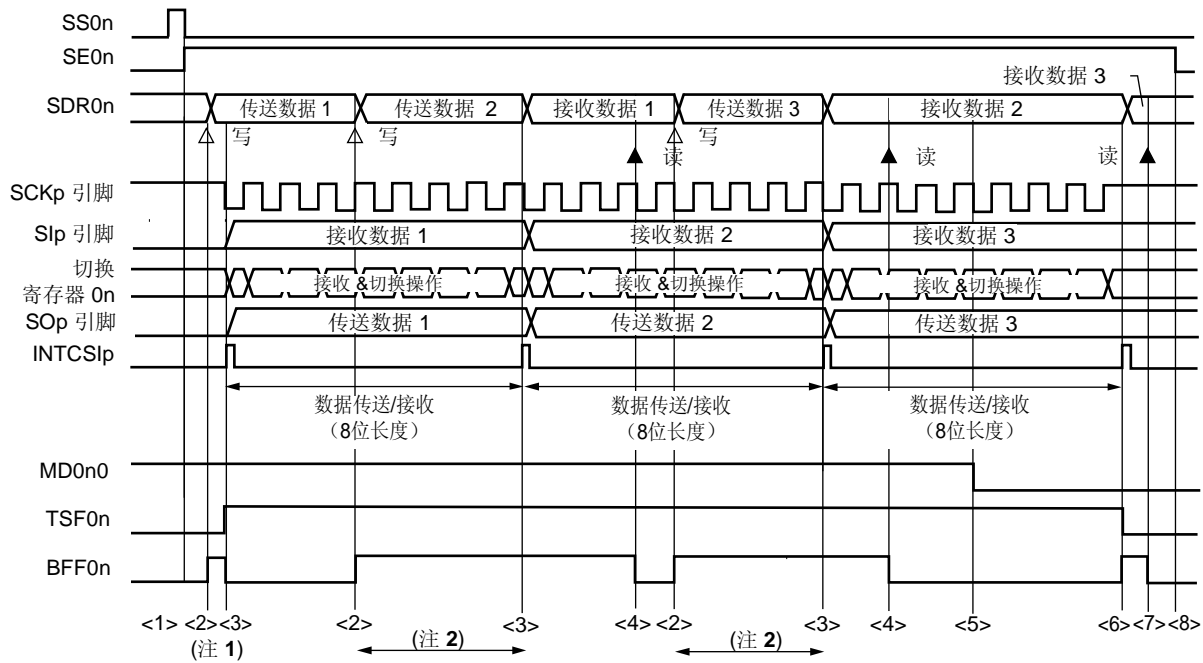 SS0n
SE0n
接收数据 3
SDR0n 传送数据 1 传送数据 2 接收数据 1 传送数据 3 接收数据 2
写 写 写
读 读 读
SCKp 引脚
SIp 引脚 接收数据 1 接收数据 2 接收数据 3
切换
寄存器 0n 接收 &切换操作 接收 &切换操作 接收 &切换操作
SOp 引脚 传送数据 1 传送数据 2 传送数据 3
INTCSIp
数据传送/接收 数据传送/接收 数据传送/接收
（8位长度） （8位长度） （8位长度）
MD0n0
TSF0n
BFF0n
<1> <2> <3> <2> <3> <4> <2> <3> <4> <5> <6> <7> <8>
(注 1) (注 2) (注 2)